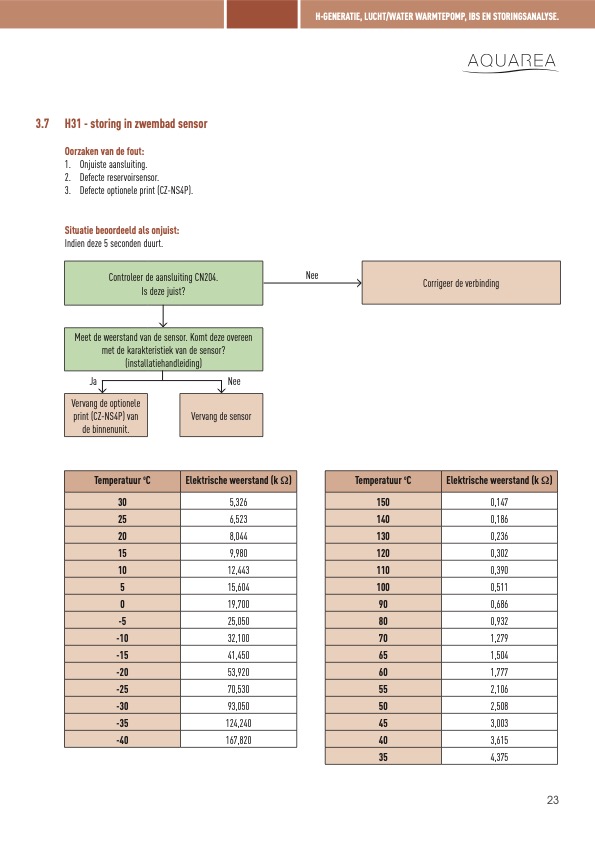 H-GENERATIE, LUCHT/WATER WARMTEPOMP, IBS EN STORINGSANALYSE.
AQUAREA
3.7 H31 - storing in zwembad sensor
Oorzaken van de fout:
1. Onjuiste aansluiting.
2. Defecte reservoirsensor.
3. Defecte optionele print (CZ-NS4P).
Situatie beoordeeld als onjuist:
Indien deze 5 seconden duurt.
Controleer de aansluiting CN204.
Is deze juist?
Nee
Corrigeer de verbinding
Meet de weerstand van de sensor. Komt deze overeen
met de karakteristiek van de sensor?
(installatiehandleiding)
Ja
Nee
Vervang de optionele
print (CZ-NS4P) van
de binnenunit.
Vervang de sensor
Temperatuur ºC Elektrische weerstand (k Ω)
30 5,326
25 6,523
20 8,044
15 9,980
10 12,443
5 15,604
0 19,700
-5 25,050
-10 32,100
-15 41,450
-20 53,920
-25 70,530
-30 93,050
-35 124,240
-40 167,820
Temperatuur ºC Elektrische weerstand (k Ω)
150 0,147
140 0,186
130 0,236
120 0,302
110 0,390
100 0,511
90 0,686
80 0,932
70 1,279
65 1,504
60 1,777
55 2,106
50 2,508
45 3,003
40 3,615
35 4,375
23